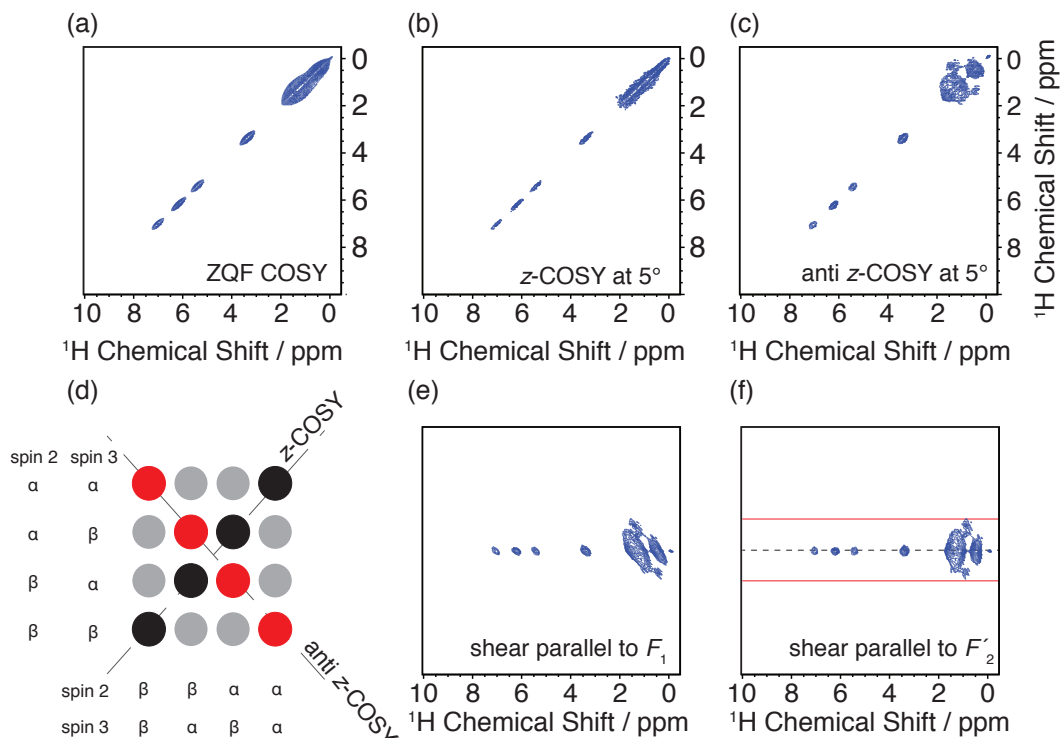 (a)
(b)
(c)
0
2
4
6
8
0
2
4
6
8
0
2
4
6
8
ZQF COSY
z-COSY at 5°
anti z-COSY at 5°
¹H Chemical Shift / ppm
10 8 6 4 2 0
10 8 6 4 2 0
10 8 6 4 2 0
¹H Chemical Shift / ppm
¹H Chemical Shift / ppm
¹H Chemical Shift / ppm
(d)
(e)
(f)
z-COSY
spin 2 spin 3
α α
α β
β α
β β
anti z-COSY
spin 2 β β α α
spin 3 β α β α
shear parallel to F₁
shear parallel to F′₂
10 8 6 4 2 0
10 8 6 4 2 0
¹H Chemical Shift / ppm
¹H Chemical Shift / ppm